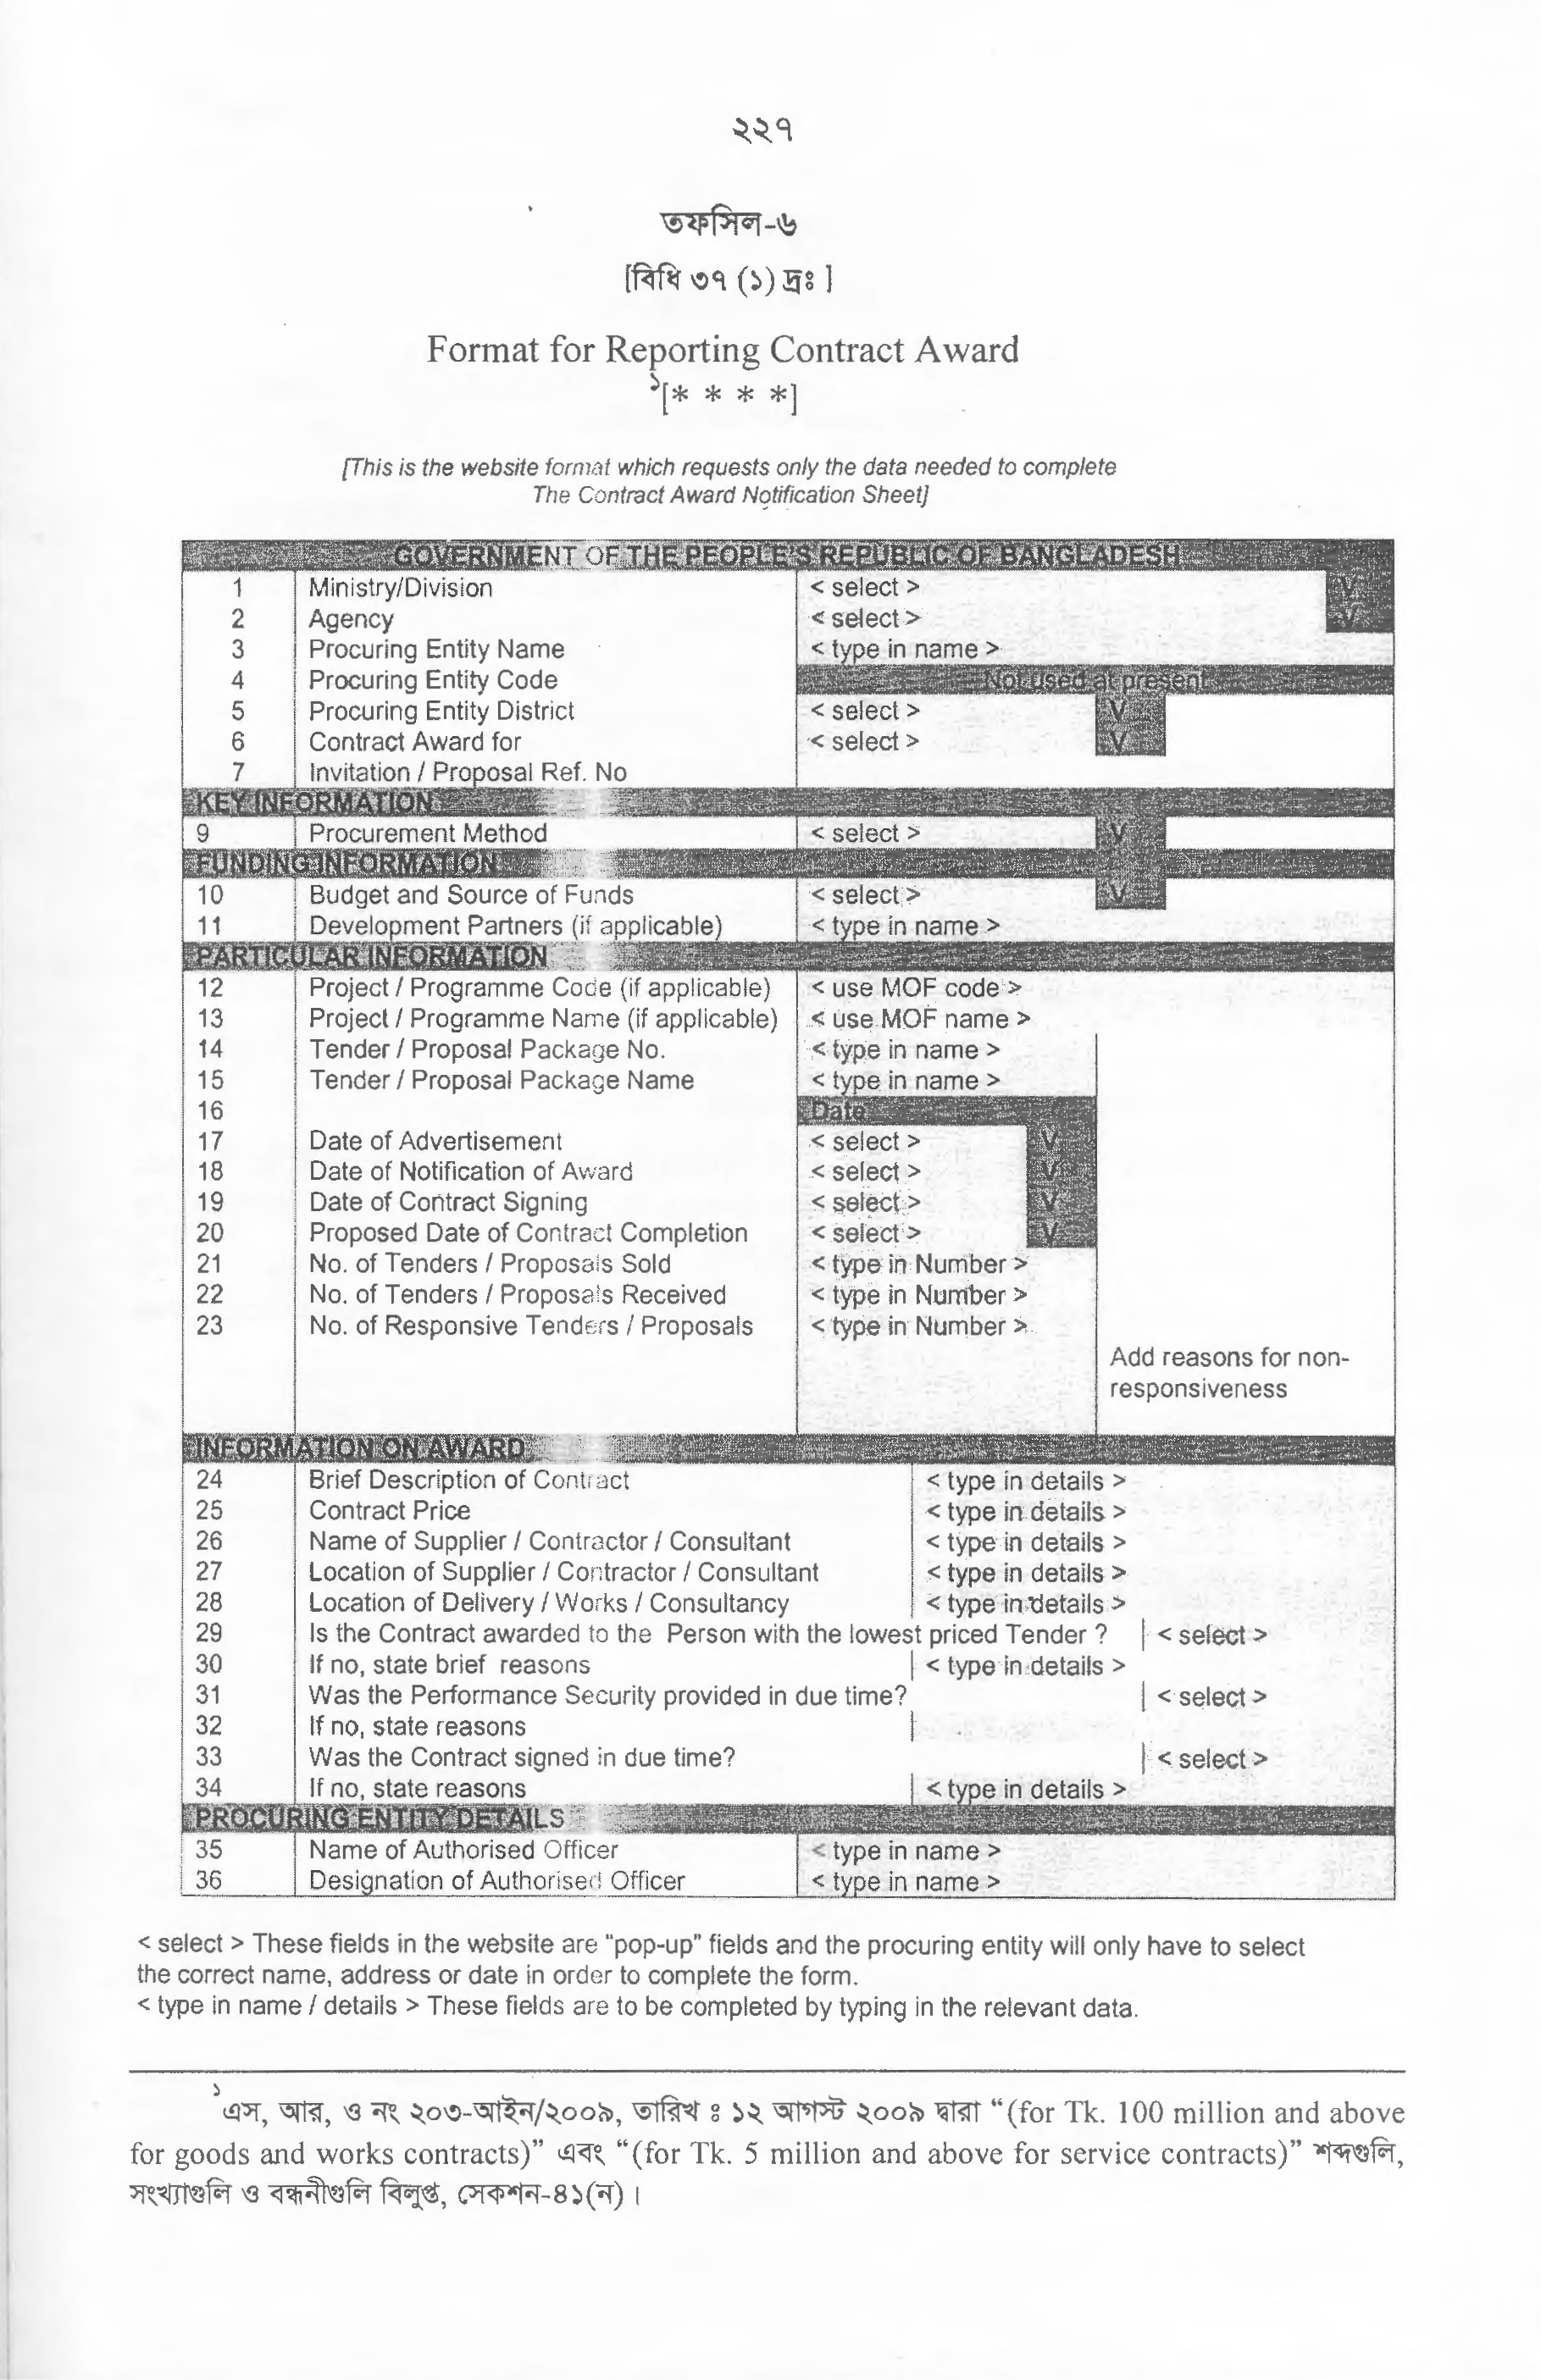 ২২৭
তফসিল-৬
[বিধি ৩৭ (১) দ্রঃ ]
Format for Reporting Contract Award
১[* * * *]
[This is the website format which requests only the data needed to complete
The Contract Award Notification Sheet]
GOVERNMENT OF THE PEOPLE'S REPUBLIC OF BANGLADESH
1 Ministry/Division < select > V
2 Agency < select > V
3 Procuring Entity Name < type in name >
4 Procuring Entity Code Not used at present
5 Procuring Entity District < select > V
6 Contract Award for < select > V
7 Invitation / Proposal Ref. No
KEY INFORMATION
9 Procurement Method < select > V
FUNDING INFORMATION
10 Budget and Source of Funds < select > V
11 Development Partners (if applicable) < type in name >
PARTICULAR INFORMATION
12 Project / Programme Code (if applicable) < use MOF code >
13 Project / Programme Name (if applicable) < use MOF name >
14 Tender / Proposal Package No. < type in name >
15 Tender / Proposal Package Name < type in name >
16 Date
17 Date of Advertisement < select > V
18 Date of Notification of Award < select > V
19 Date of Contract Signing < select > V
20 Proposed Date of Contract Completion < select > V
21 No. of Tenders / Proposals Sold < type in Number >
22 No. of Tenders / Proposals Received < type in Number >
23 No. of Responsive Tenders / Proposals < type in Number >
Add reasons for non-
responsiveness
INFORMATION ON AWARD
24 Brief Description of Contract < type in details >
25 Contract Price < type in details >
26 Name of Supplier / Contractor / Consultant < type in details >
27 Location of Supplier / Contractor / Consultant < type in details >
28 Location of Delivery / Works / Consultancy < type in details >
29 Is the Contract awarded to the Person with the lowest priced Tender ? < select >
30 If no, state brief reasons < type in details >
31 Was the Performance Security provided in due time? < select >
32 If no, state reasons
33 Was the Contract signed in due time? < select >
34 If no, state reasons < type in details >
PROCURING ENTITY DETAILS
35 Name of Authorised Officer < type in name >
36 Designation of Authorised Officer < type in name >
< select > These fields in the website are "pop-up" fields and the procuring entity will only have to select
the correct name, address or date in order to complete the form.
< type in name / details > These fields are to be completed by typing in the relevant data.
১এস, আর, ও নং ২০৩-আইন/২০০৯, তারিখ ঃ ১২ আগস্ট ২০০৯ দ্বারা “(for Tk. 100 million and above
for goods and works contracts)” এবং “(for Tk. 5 million and above for service contracts)” শব্দগুলি,
সংখ্যাগুলি ও বন্ধনীগুলি বিলুপ্ত, সেকশন-৪১(ন) ।